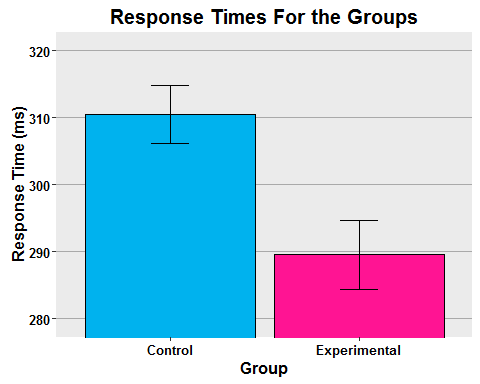 Response Times For the Groups
320
310
300
290
280
Response Time (ms)
Control
Experimental
Group